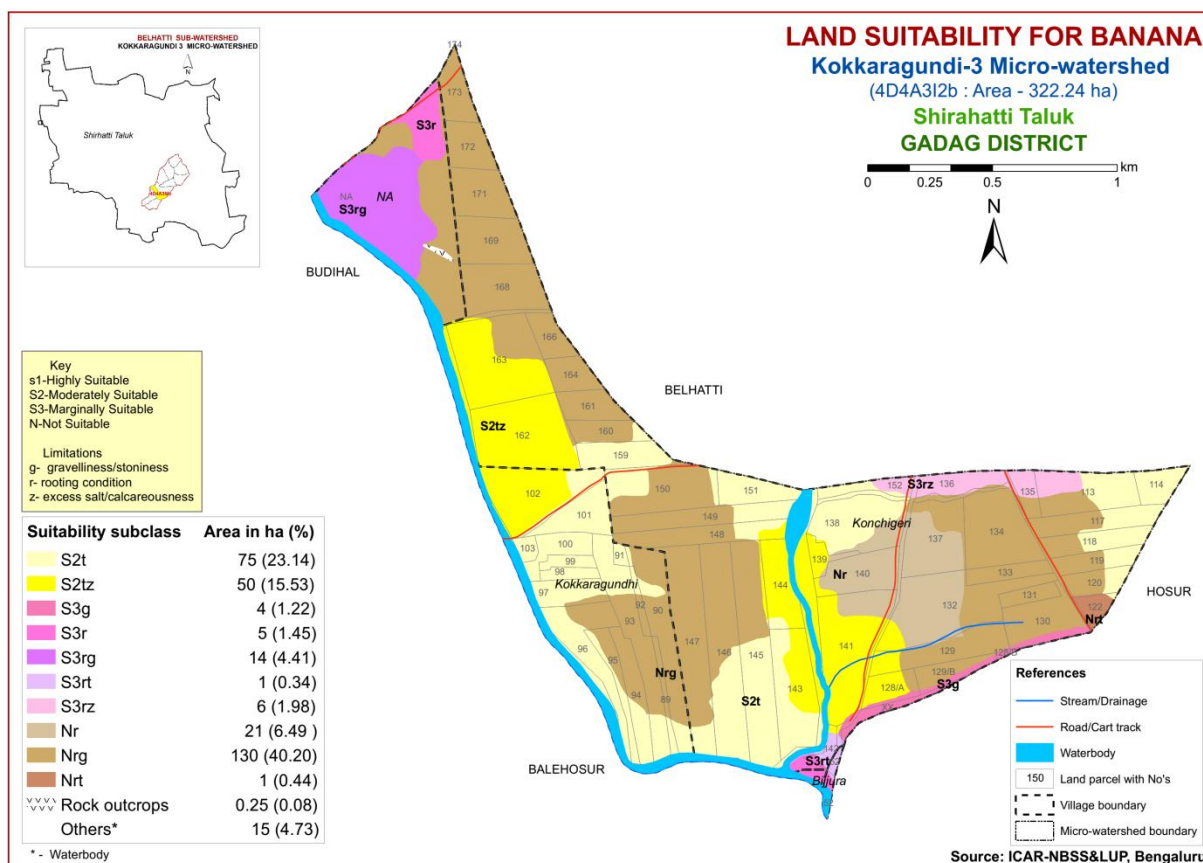 BELHATTI SUB-WATERSHED
KOKKARAGUNDI 3 MICRO-WATERSHED
N
Shirhatti Taluk
LAND SUITABILITY FOR BANANA
Kokkaragundi-3 Micro-watershed
(4D4A3I2b : Area - 322.24 ha)
Shirahatti Taluk
GADAG DISTRICT
km
0 0.25 0.5 1
N
174
173
S3r
172
171
NA
NA
S3rg
169
BUDIHAL
168
166
163
164
BELHATTI
161
S2tz
162
160
159
S3rz
152
136
135
113
114
150
151
102
101
149
138
Konchigeri
134
117
148
137
118
103
100
91
139
99
Nr
140
133
119
98
144
Kokkaragundhi
120
97
131
HOSUR
92
90
132
122
93
Nrt
130
147
141
129
128/B
96
146
145
95
Nrg
129/B
S3g
94
S2t
143
128/A
89
XX
142
S3rt
BALEHOSUR
Biljura
Key
s1-Highly Suitable
S2-Moderately Suitable
S3-Marginally Suitable
N-Not Suitable
Limitations
g- gravelliness/stoniness
r- rooting condition
z- excess salt/calcareousness
Suitability subclass Area in ha (%)
S2t 75 (23.14)
S2tz 50 (15.53)
S3g 4 (1.22)
S3r 5 (1.45)
S3rg 14 (4.41)
S3rt 1 (0.34)
S3rz 6 (1.98)
Nr 21 (6.49 )
Nrg 130 (40.20)
Nrt 1 (0.44)
Rock outcrops 0.25 (0.08)
Others* 15 (4.73)
* - Waterbody
References
Stream/Drainage
Road/Cart track
Waterbody
150 Land parcel with No's
Village boundary
Micro-watershed boundary
Source: ICAR-NBSS&LUP, Bengaluru